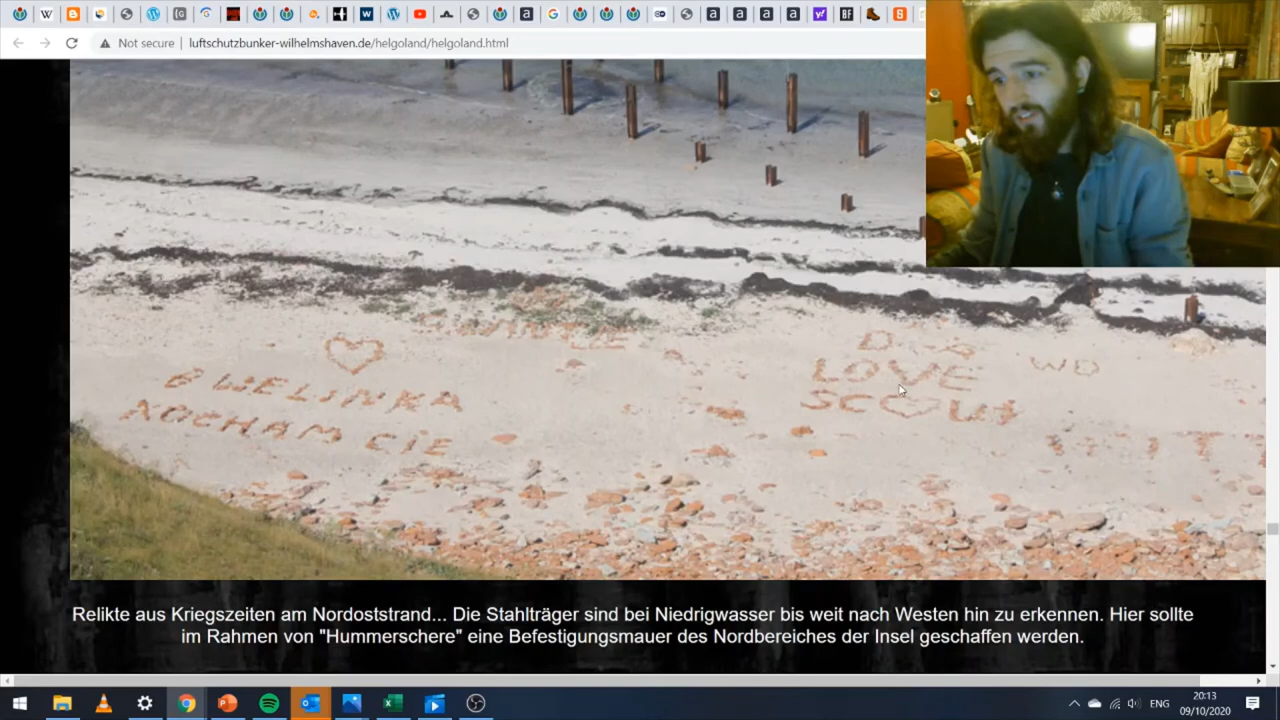 Not secure
luftschutzbunker-wilhelmshaven.de/helgoland/helgoland.html
WELINKA
KOCHAM CIE
LOVE
SCOUT
WO
Relikte aus Kriegszeiten am Nordoststrand... Die Stahlträger sind bei Niedrigwasser bis weit nach Westen hin zu erkennen. Hier sollte
im Rahmen von "Hummerschere" eine Befestigungsmauer des Nordbereiches der Insel geschaffen werden.
ENG
20:13
09/10/2020